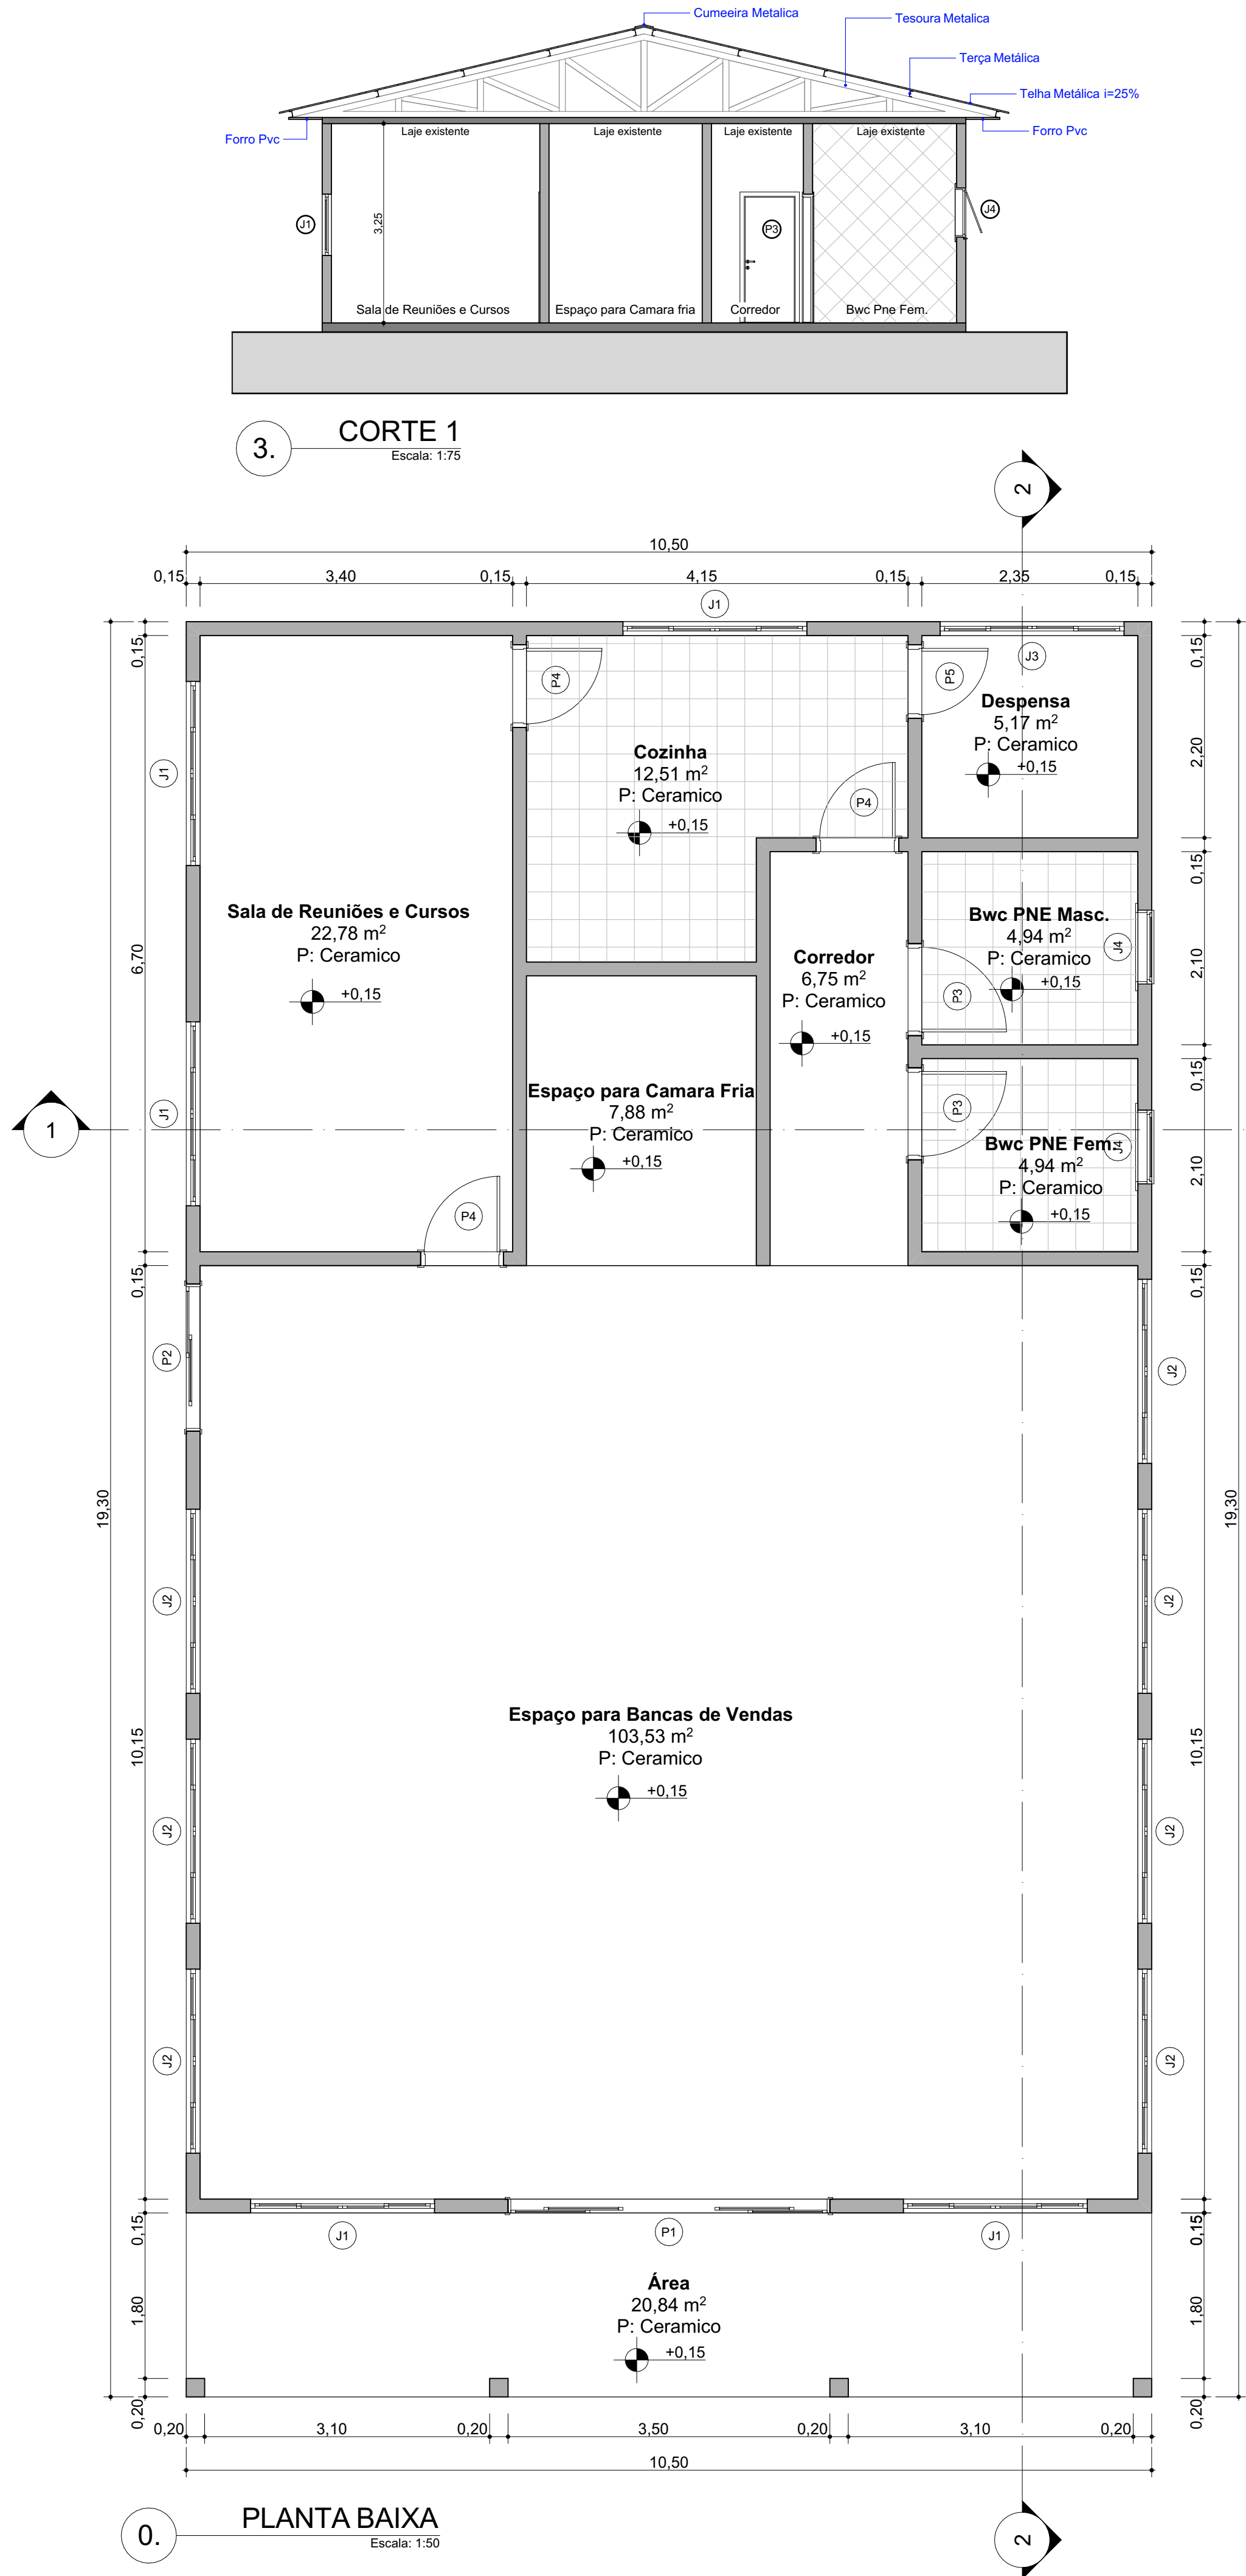 Cumeeira Metalica
Tesoura Metalica
Terça Metálica
Telha Metálica i=25%
Forro Pvc
Forro Pvc
Laje existente
Laje existente
Laje existente
Laje existente
J1
3,25
P3
J4
Sala de Reuniões e Cursos
Espaço para Camara fria
Corredor
Bwc Pne Fem.
3.
CORTE 1
Escala: 1:75
2
10,50
0,15
3,40
0,15
4,15
0,15
2,35
0,15
J1
0,15
0,15
P4
P5
J3
Despensa
5,17 m²
P: Ceramico
+0,15
2,20
Cozinha
12,51 m²
P: Ceramico
+0,15
J1
P4
0,15
Sala de Reuniões e Cursos
22,78 m²
P: Ceramico
+0,15
6,70
Bwc PNE Masc.
4,94 m²
P: Ceramico
+0,15
J4
2,10
Corredor
6,75 m²
P: Ceramico
+0,15
P3
0,15
Espaço para Camara Fria
7,88 m²
P: Ceramico
+0,15
J1
1
P3
Bwc PNE Fem.
4,94 m²
P: Ceramico
+0,15
J4
2,10
P4
0,15
0,15
P2
J2
19,30
19,30
J2
J2
Espaço para Bancas de Vendas
103,53 m²
P: Ceramico
+0,15
10,15
10,15
J2
J2
J2
J2
J1
P1
J1
0,15
0,15
Área
20,84 m²
P: Ceramico
+0,15
1,80
1,80
0,20
0,20
0,20
3,10
0,20
3,50
0,20
3,10
0,20
10,50
0.
PLANTA BAIXA
Escala: 1:50
2